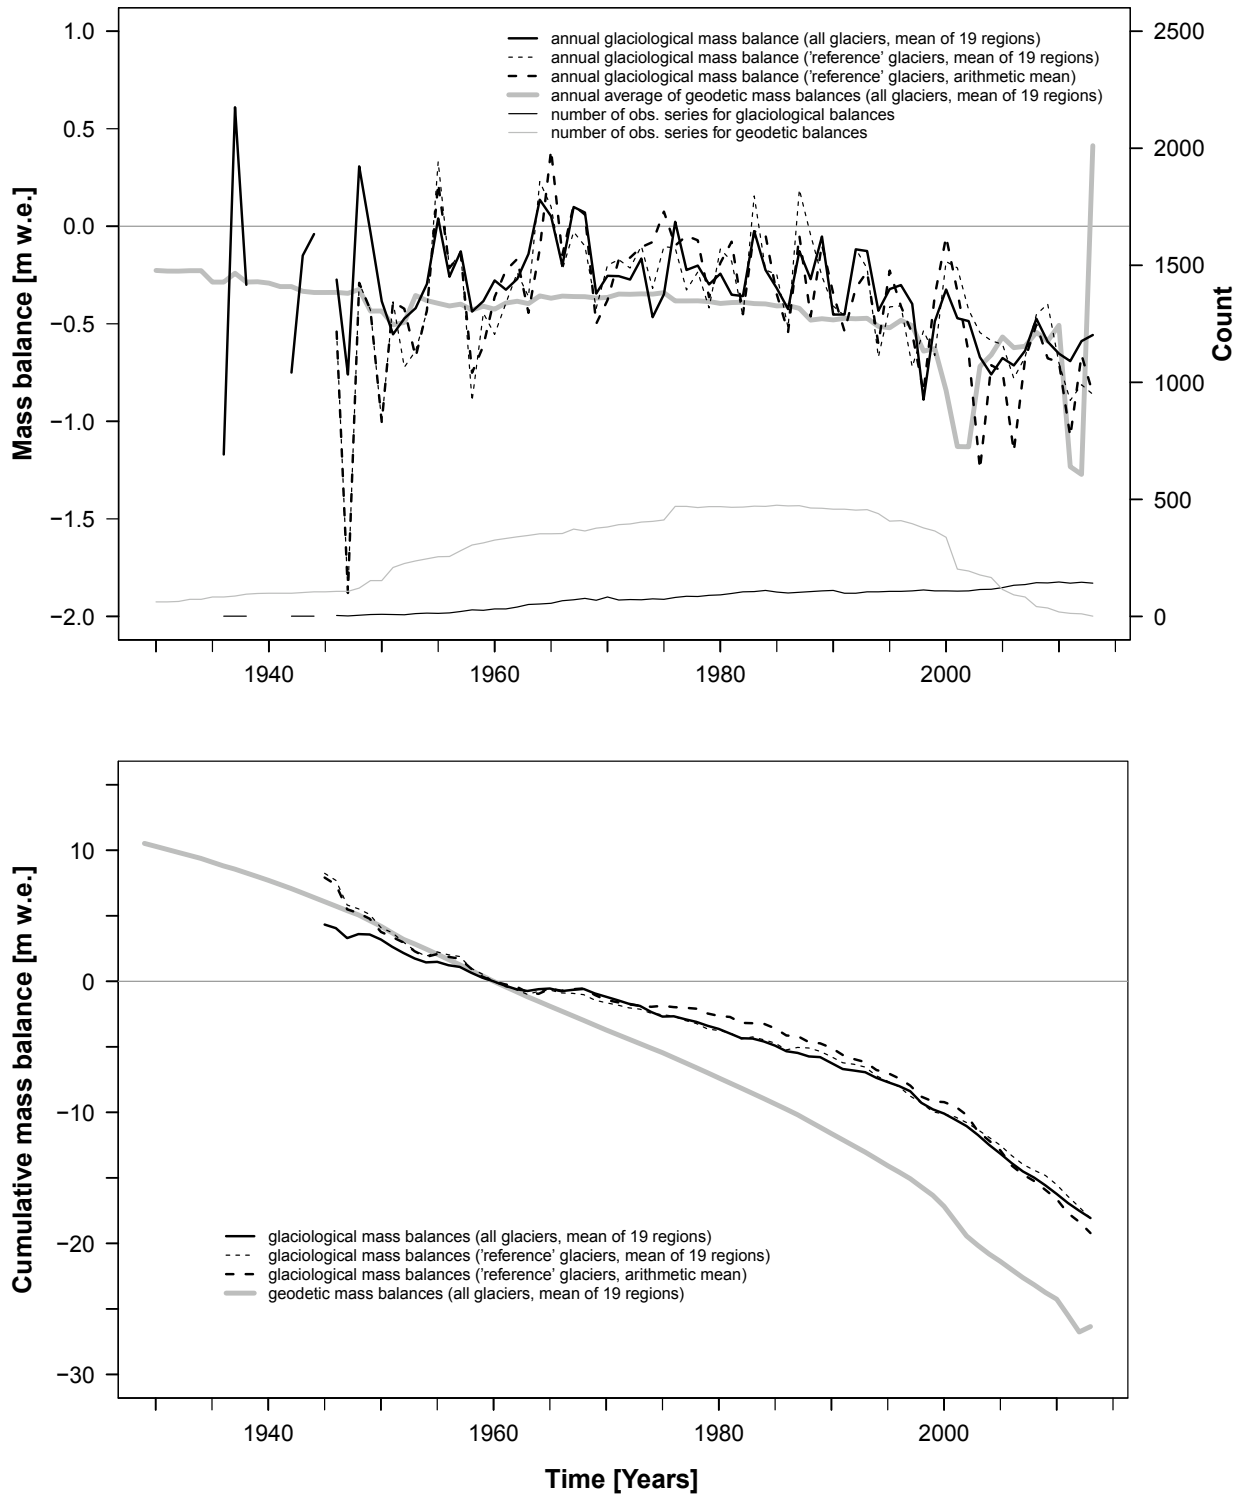 1.0
0.5
0.0
−0.5
−1.0
−1.5
−2.0
Mass balance [m w.e.]
annual glaciological mass balance (all glaciers, mean of 19 regions)
annual glaciological mass balance ('reference' glaciers, mean of 19 regions)
annual glaciological mass balance ('reference' glaciers, arithmetic mean)
annual average of geodetic mass balances (all glaciers, mean of 19 regions)
number of obs. series for glaciological balances
number of obs. series for geodetic balances
2500
2000
1500
1000
500
0
Count
1940 1960 1980 2000
10
0
−10
−20
−30
Cumulative mass balance [m w.e.]
glaciological mass balances (all glaciers, mean of 19 regions)
glaciological mass balances ('reference' glaciers, mean of 19 regions)
glaciological mass balances ('reference' glaciers, arithmetic mean)
geodetic mass balances (all glaciers, mean of 19 regions)
1940 1960 1980 2000
Time [Years]